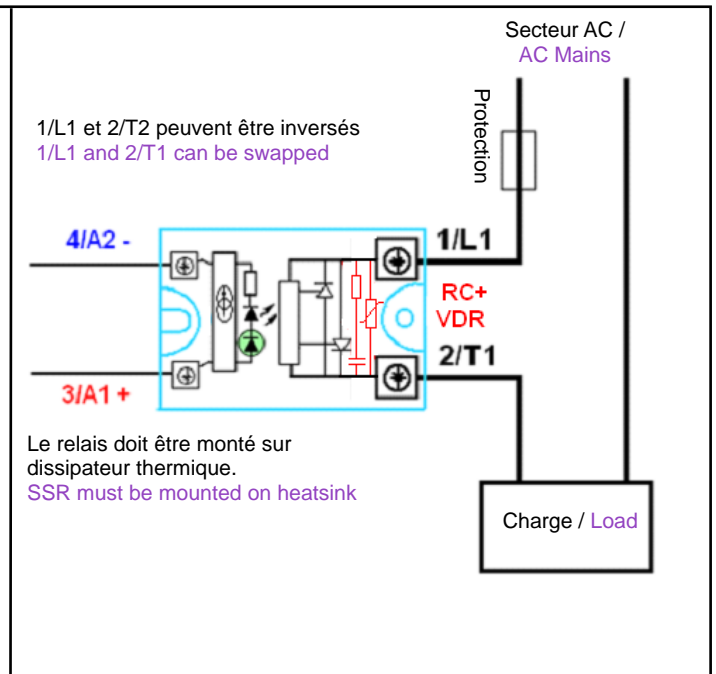 Secteur AC /
AC Mains
Protection
1/L1 et 2/T2 peuvent être inversés
1/L1 and 2/T1 can be swapped
4/A2 -
1/L1
RC+
VDR
2/T1
3/A1 +
Le relais doit être monté sur
dissipateur thermique.
SSR must be mounted on heatsink
Charge / Load